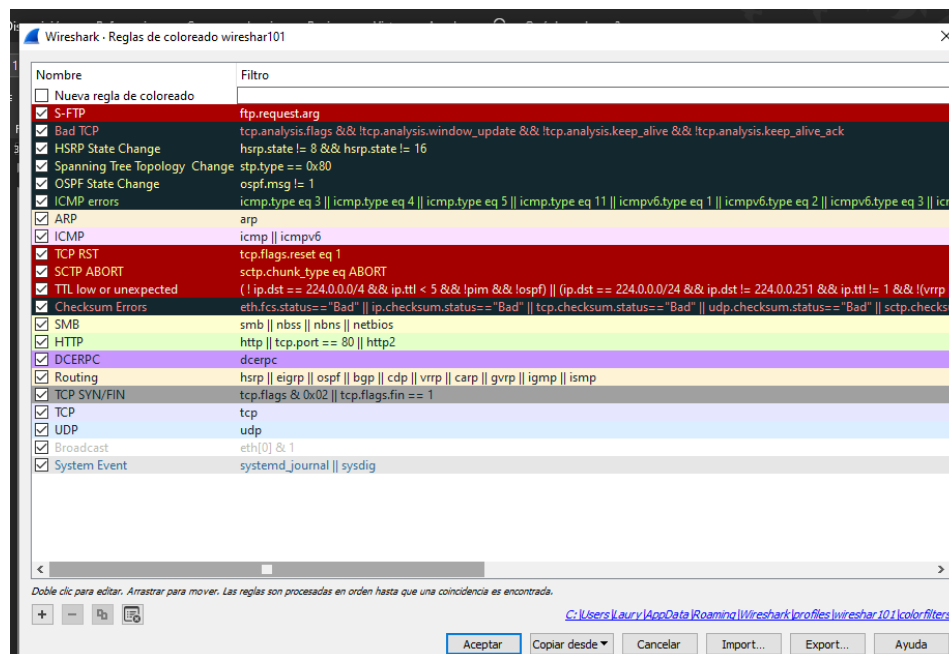 Wireshark · Reglas de coloreado wireshar101
Nombre Filtro
Nueva regla de coloreado
S-FTP ftp.request.arg
Bad TCP tcp.analysis.flags && !tcp.analysis.window_update && !tcp.analysis.keep_alive && !tcp.analysis.keep_alive_ack
HSRP State Change hsrp.state != 8 && hsrp.state != 16
Spanning Tree Topology Change stp.type == 0x80
OSPF State Change ospf.msg != 1
ICMP errors icmp.type eq 3 || icmp.type eq 4 || icmp.type eq 5 || icmp.type eq 11 || icmpv6.type eq 1 || icmpv6.type eq 2 || icmpv6.type eq 3 || icr
ARP arp
ICMP icmp || icmpv6
TCP RST tcp.flags.reset eq 1
SCTP ABORT sctp.chunk_type eq ABORT
TTL low or unexpected ( ! ip.dst == 224.0.0.0/4 && ip.ttl < 5 && !pim && !ospf) || (ip.dst == 224.0.0.0/24 && ip.dst != 224.0.0.251 && ip.ttl != 1 && !(vrrp
Checksum Errors eth.fcs.status=="Bad" || ip.checksum.status=="Bad" || tcp.checksum.status=="Bad" || udp.checksum.status=="Bad" || sctp.checks
SMB smb || nbss || nbns || netbios
HTTP http || tcp.port == 80 || http2
DCERPC dcerpc
Routing hsrp || eigrp || ospf || bgp || cdp || vrrp || carp || gvrp || igmp || ismp
TCP SYN/FIN tcp.flags & 0x02 || tcp.flags.fin == 1
TCP tcp
UDP udp
Broadcast eth[0] & 1
System Event systemd_journal || sysdig
Doble clic para editar. Arrastrar para mover. Las reglas son procesadas en orden hasta que una coincidencia es encontrada.
C:\Users\Laury\AppData\Roaming\Wireshark\profiles\wireshar101\colorfilters
Aceptar Copiar desde Cancelar Import... Export... Ayuda